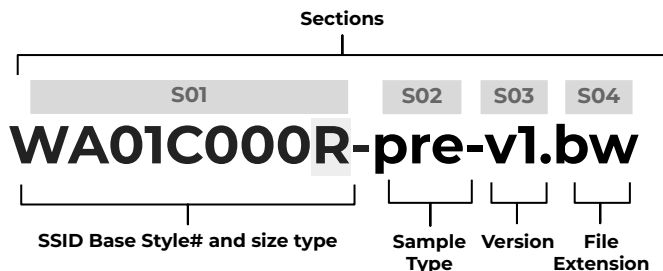 Sections
S01 S02 S03 S04
WA01C000R-pre-v1.bw
SSID Base Style# and size type
Sample Type
Version
File Extension